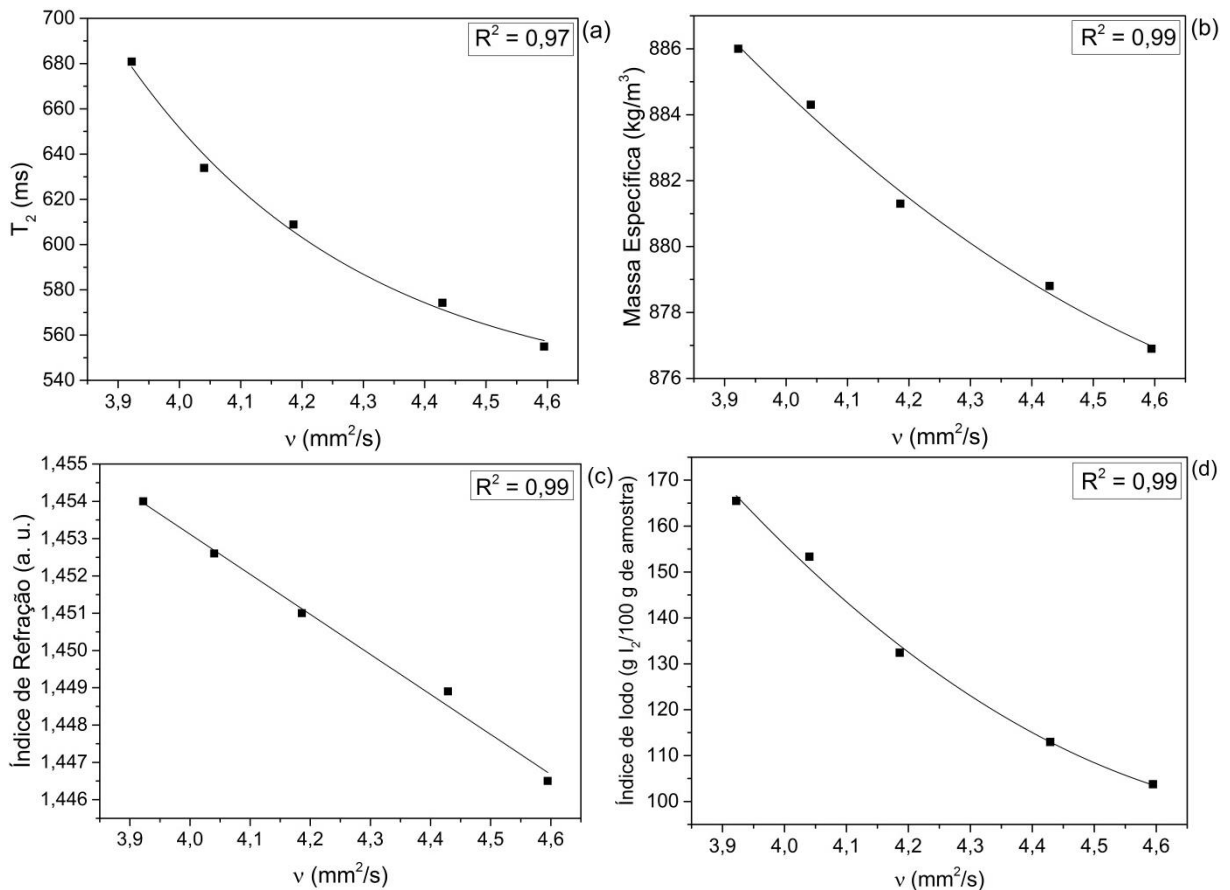 700
680
660
640
620
600
580
560
540
T₂ (ms)
R² = 0,97
(a)
3,9 4,0 4,1 4,2 4,3 4,4 4,5 4,6
ν (mm²/s)
886
884
882
880
878
876
Massa Específica (kg/m³)
R² = 0,99
(b)
3,9 4,0 4,1 4,2 4,3 4,4 4,5 4,6
ν (mm²/s)
1,455
1,454
1,453
1,452
1,451
1,450
1,449
1,448
1,447
1,446
Índice de Refração (a. u.)
R² = 0,99
(c)
3,9 4,0 4,1 4,2 4,3 4,4 4,5 4,6
ν (mm²/s)
170
160
150
140
130
120
110
100
Índice de Iodo (g I₂/100 g de amostra)
R² = 0,99
(d)
3,9 4,0 4,1 4,2 4,3 4,4 4,5 4,6
ν (mm²/s)